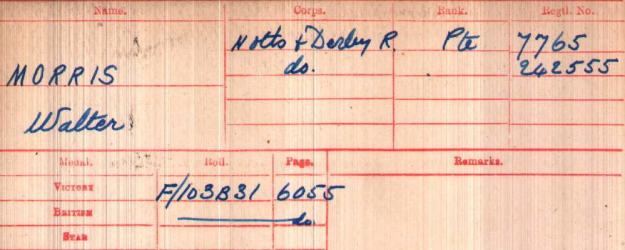 Name. Corps. Rank. Regtl. No.
Notts & Derby R. Pte 7765
MORRIS do. 242555
Walter
Medal. Roll. Page. Remarks.
VICTORY F/103B31 6055
BRITISH do.
STAR